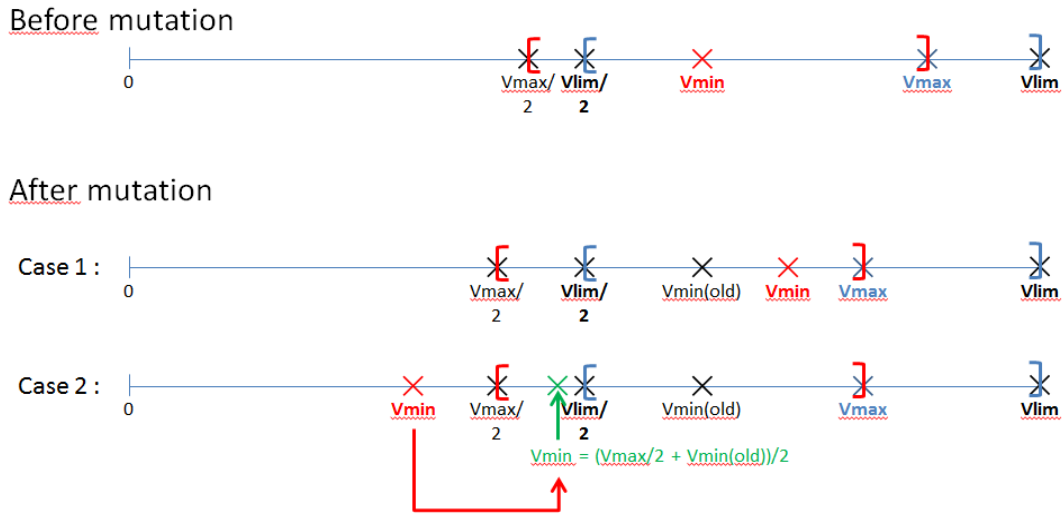 Before mutation
0 Vmax/ Vlim/ Vmin Vmax Vlim
2 2
After mutation
Case 1 :
0 Vmax/ Vlim/ Vmin(old) Vmin Vmax Vlim
2 2
Case 2 :
0 Vmin Vmax/ Vlim/ Vmin(old) Vmax Vlim
2 2
Vmin = (Vmax/2 + Vmin(old))/2